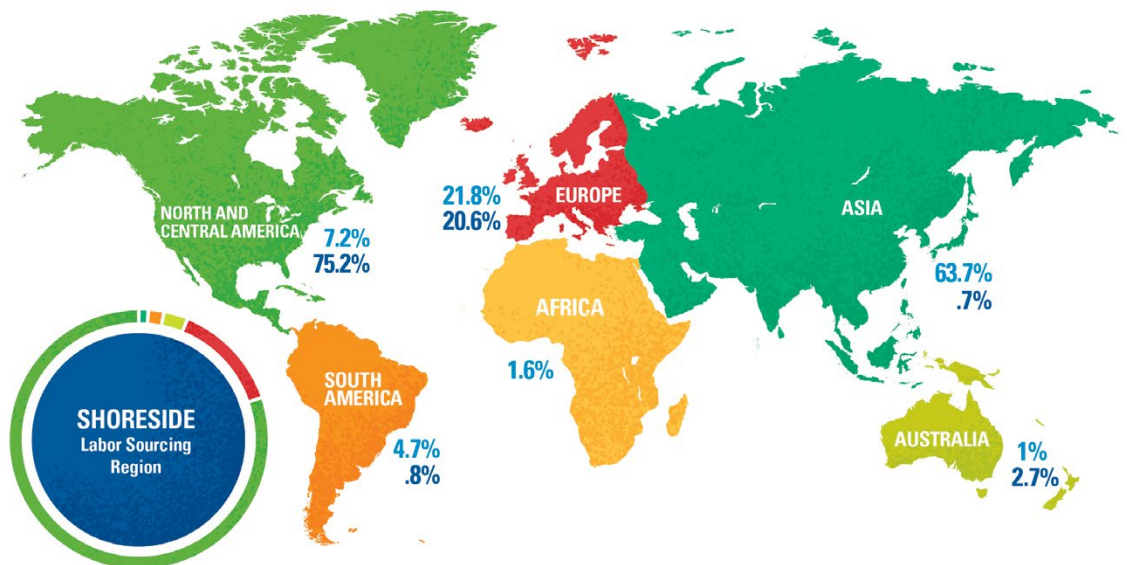 NORTH AND
CENTRAL AMERICA
7.2%
75.2%
21.8%
20.6%
EUROPE
ASIA
63.7%
.7%
AFRICA
1.6%
SOUTH
AMERICA
4.7%
.8%
AUSTRALIA
1%
2.7%
SHORESIDE
Labor Sourcing
Region